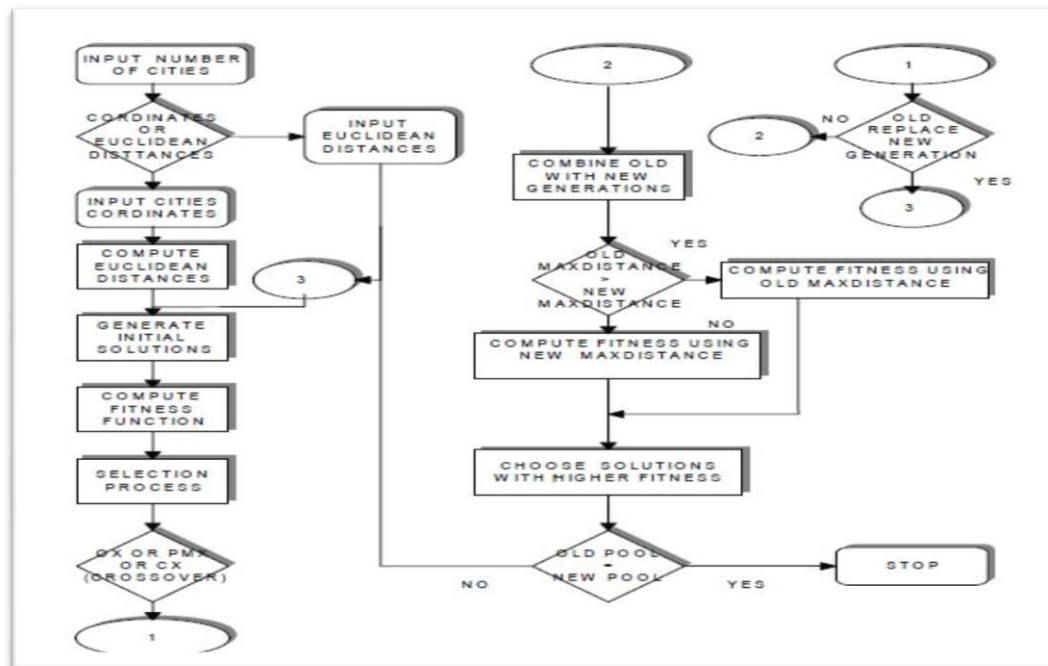 INPUT NUMBER
OF CITIES
CORDINATES
OR
EUCLIDEAN
DISTTANCES
INPUT
EUCLIDEAN
DISTANCES
INPUT CITIES
CORDINATES
COMPUTE
EUCLIDEAN
DISTANCES
3
GENERATE
INITIAL
SOLUTIONS
COMPUTE
FITNESS
FUNCTION
SELECTION
PROCESS
OX OR PMX
OR CX
(CROSSOVER)
1
2
COMBINE OLD
WITH NEW
GENERATIONS
OLD
MAXDISTANCE
>
NEW
MAXDISTANCE
YES
COMPUTE FITNESS USING
OLD MAXDISTANCE
NO
COMPUTE FITNESS USING
NEW MAXDISTANCE
CHOOSE SOLUTIONS
WITH HIGHER FITNESS
OLD POOL
=
NEW POOL
NO
YES
STOP
1
OLD
REPLACE
NEW
GENERATION
NO
2
YES
3